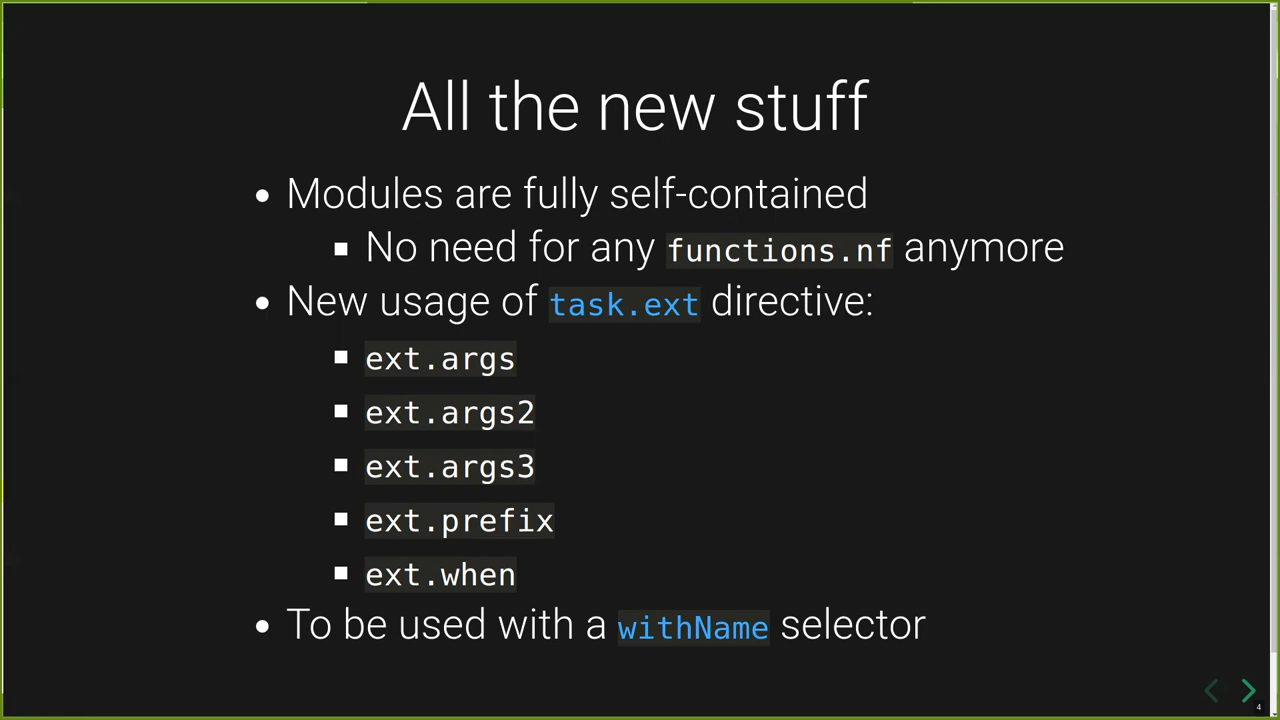 All the new stuff
Modules are fully self-contained
No need for any functions.nf anymore
New usage of task.ext directive:
ext.args
ext.args2
ext.args3
ext.prefix
ext.when
To be used with a withName selector
4